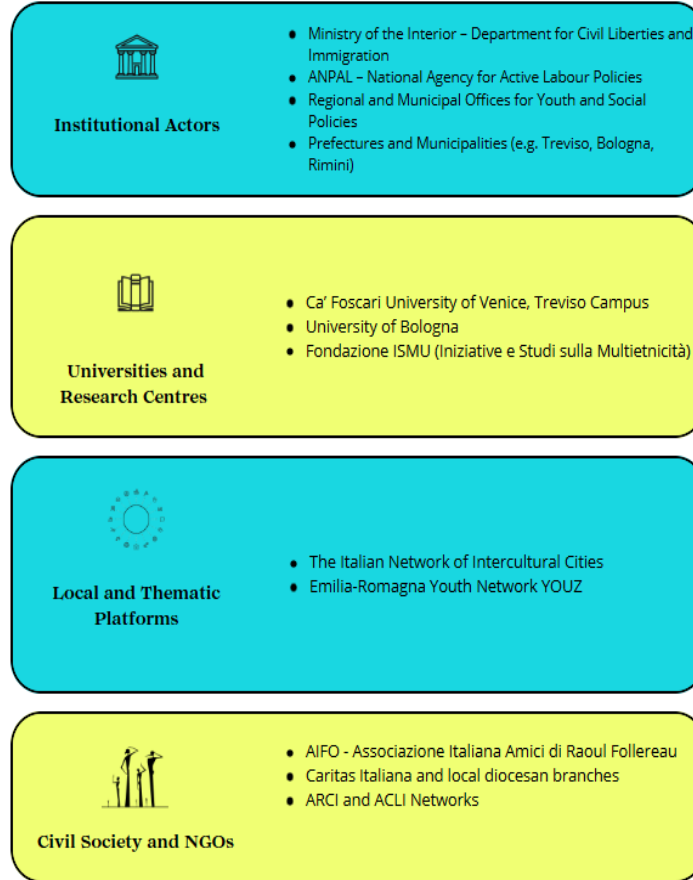 Institutional Actors
● Ministry of the Interior – Department for Civil Liberties and
Immigration
● ANPAL – National Agency for Active Labour Policies
● Regional and Municipal Offices for Youth and Social
Policies
● Prefectures and Municipalities (e.g. Treviso, Bologna,
Rimini)
Universities and
Research Centres
● Ca’ Foscari University of Venice, Treviso Campus
● University of Bologna
● Fondazione ISMU (Iniziative e Studi sulla Multietnicità)
Local and Thematic
Platforms
● The Italian Network of Intercultural Cities
● Emilia-Romagna Youth Network YOUZ
Civil Society and NGOs
● AIFO - Associazione Italiana Amici di Raoul Follereau
● Caritas Italiana and local diocesan branches
● ARCI and ACLI Networks